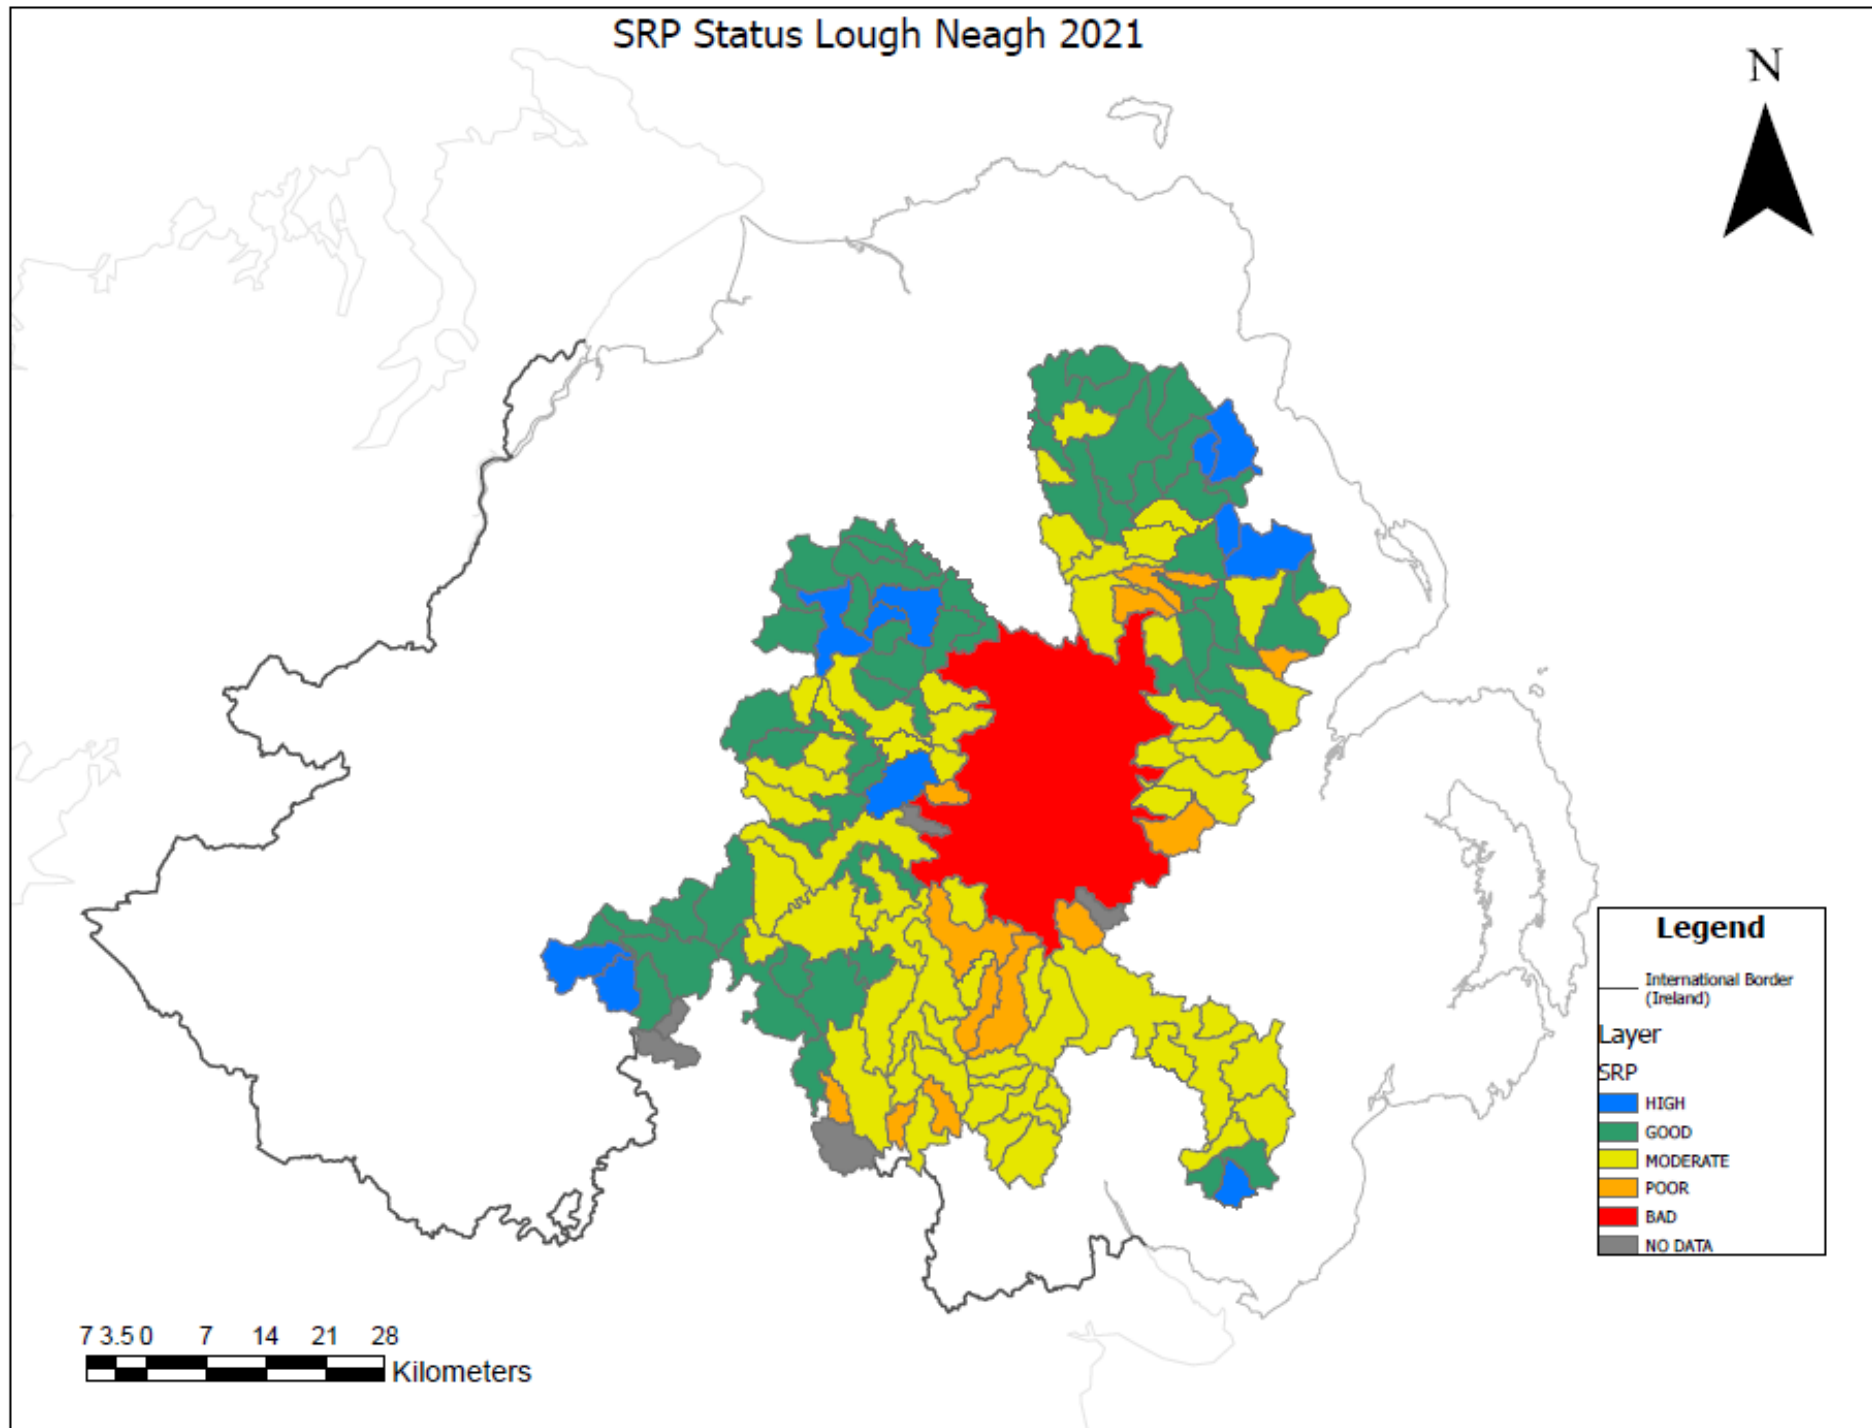 SRP Status Lough Neagh 2021
N
Legend
International Border
(Ireland)
Layer
SRP
HIGH
GOOD
MODERATE
POOR
BAD
NO DATA
7 3.5 0 7 14 21 28
Kilometers